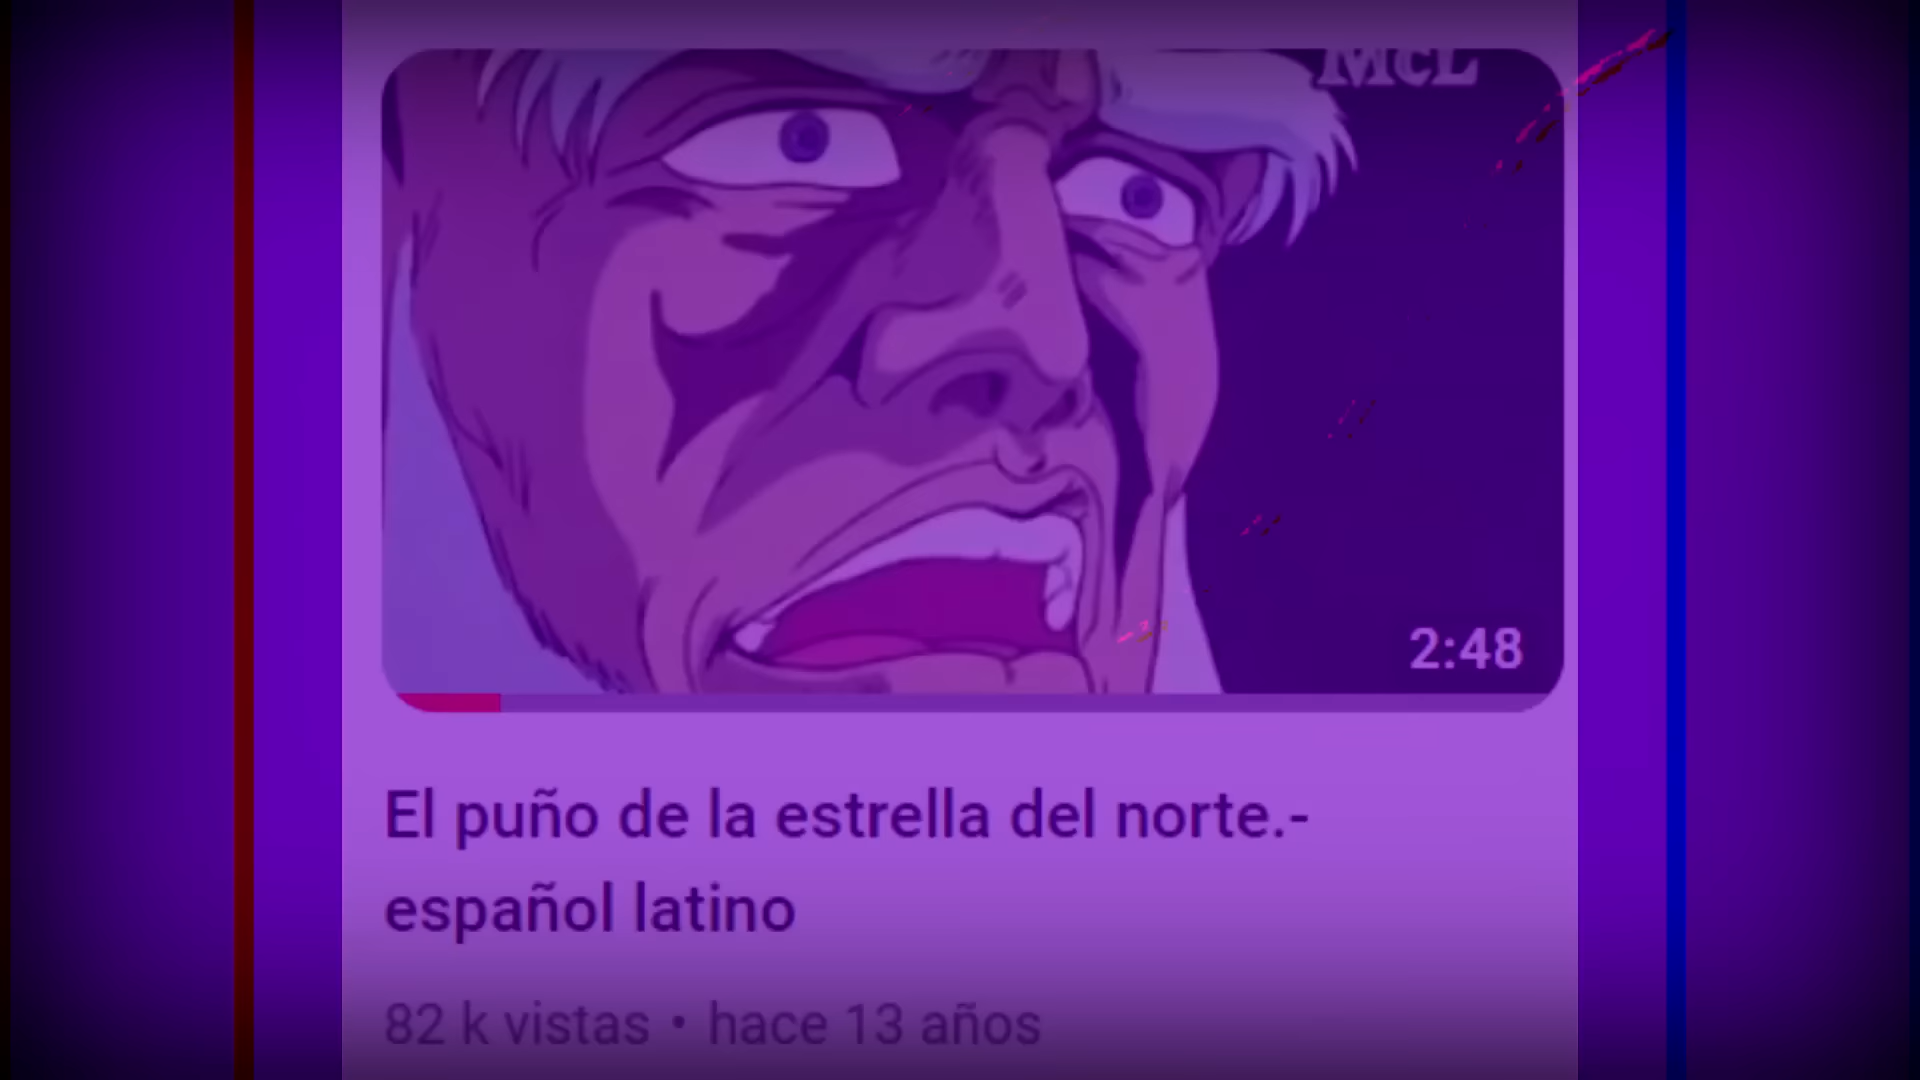 McL
2:48
El puño de la estrella del norte.-
español latino
82 k vistas • hace 13 años